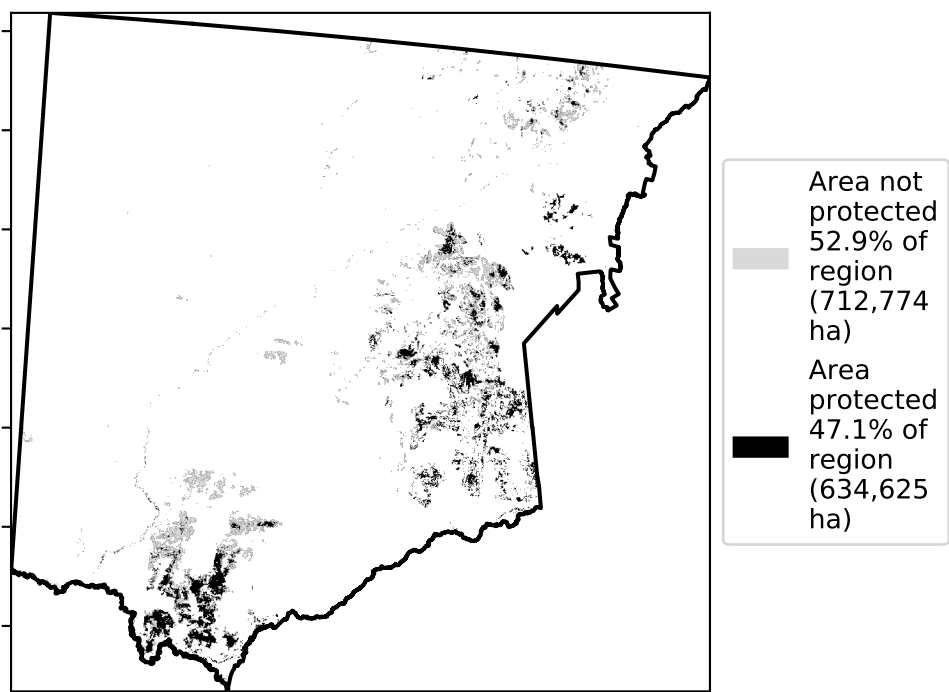 Area not
protected
52.9% of
region
(712,774
ha)
Area
protected
47.1% of
region
(634,625
ha)